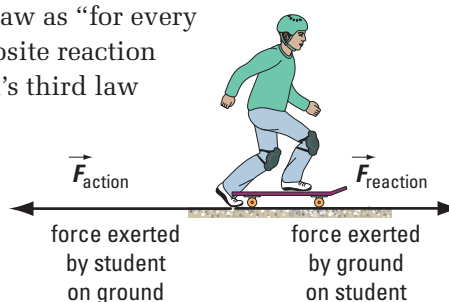 law as “for every
posite reaction
’s third law
F action
F reaction
force exerted
by student
on ground
force exerted
by ground
on student